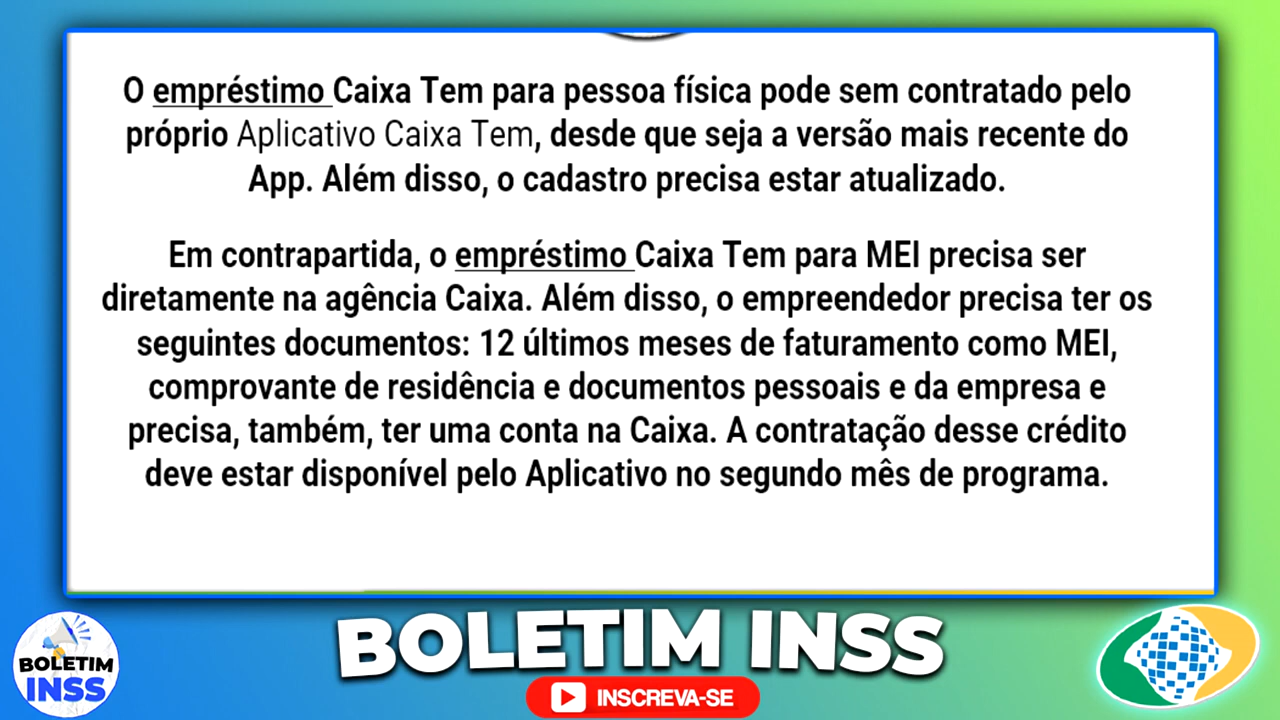 O empréstimo Caixa Tem para pessoa física pode sem contratado pelo
próprio Aplicativo Caixa Tem, desde que seja a versão mais recente do
App. Além disso, o cadastro precisa estar atualizado.
Em contrapartida, o empréstimo Caixa Tem para MEI precisa ser
diretamente na agência Caixa. Além disso, o empreendedor precisa ter os
seguintes documentos: 12 últimos meses de faturamento como MEI,
comprovante de residência e documentos pessoais e da empresa e
precisa, também, ter uma conta na Caixa. A contratação desse crédito
deve estar disponível pelo Aplicativo no segundo mês de programa.
BOLETIM
INSS
BOLETIM INSS
INSCREVA-SE